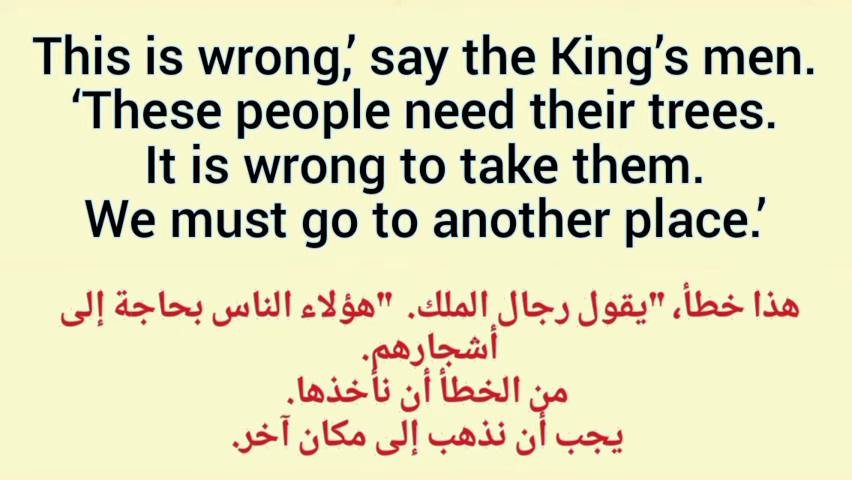 This is wrong,’ say the King’s men.
‘These people need their trees.
It is wrong to take them.
We must go to another place.’
هذا خطأ، "يقول رجال الملك. "هؤلاء الناس بحاجة إلى
أشجارهم.
من الخطأ أن نأخذها.
يجب أن نذهب إلى مكان آخر.